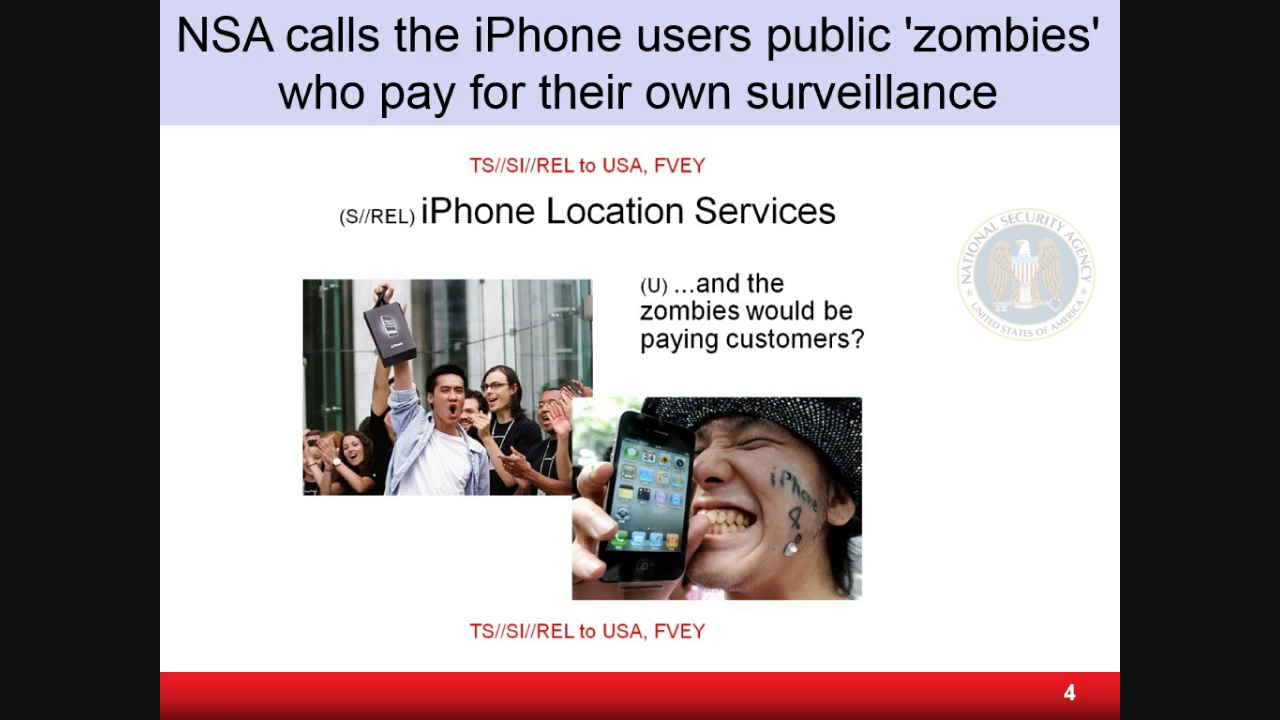 NSA calls the iPhone users public 'zombies'
who pay for their own surveillance
TS//SI//REL to USA, FVEY
(S//REL) iPhone Location Services
(U) ...and the
zombies would be
paying customers?
NATIONAL SECURITY AGENCY
UNITED STATES OF AMERICA
24
iPhone
TS//SI//REL to USA, FVEY
4